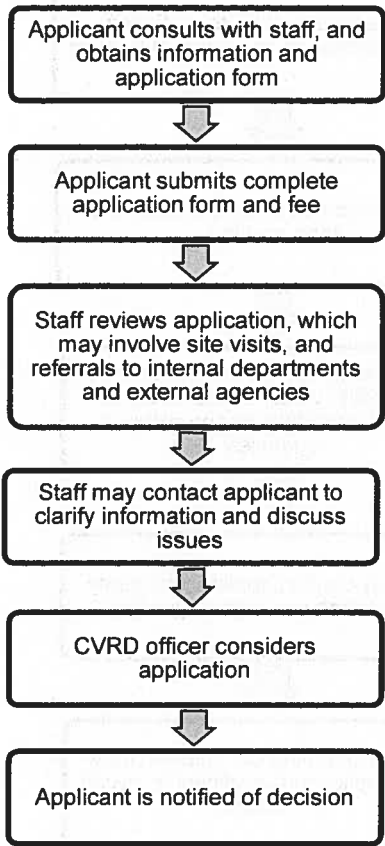 Applicant consults with staff, and
obtains information and
application form
Applicant submits complete
application form and fee
Staff reviews application, which
may involve site visits, and
referrals to internal departments
and external agencies
Staff may contact applicant to
clarify information and discuss
issues
CVRD officer considers
application
Applicant is notified of decision